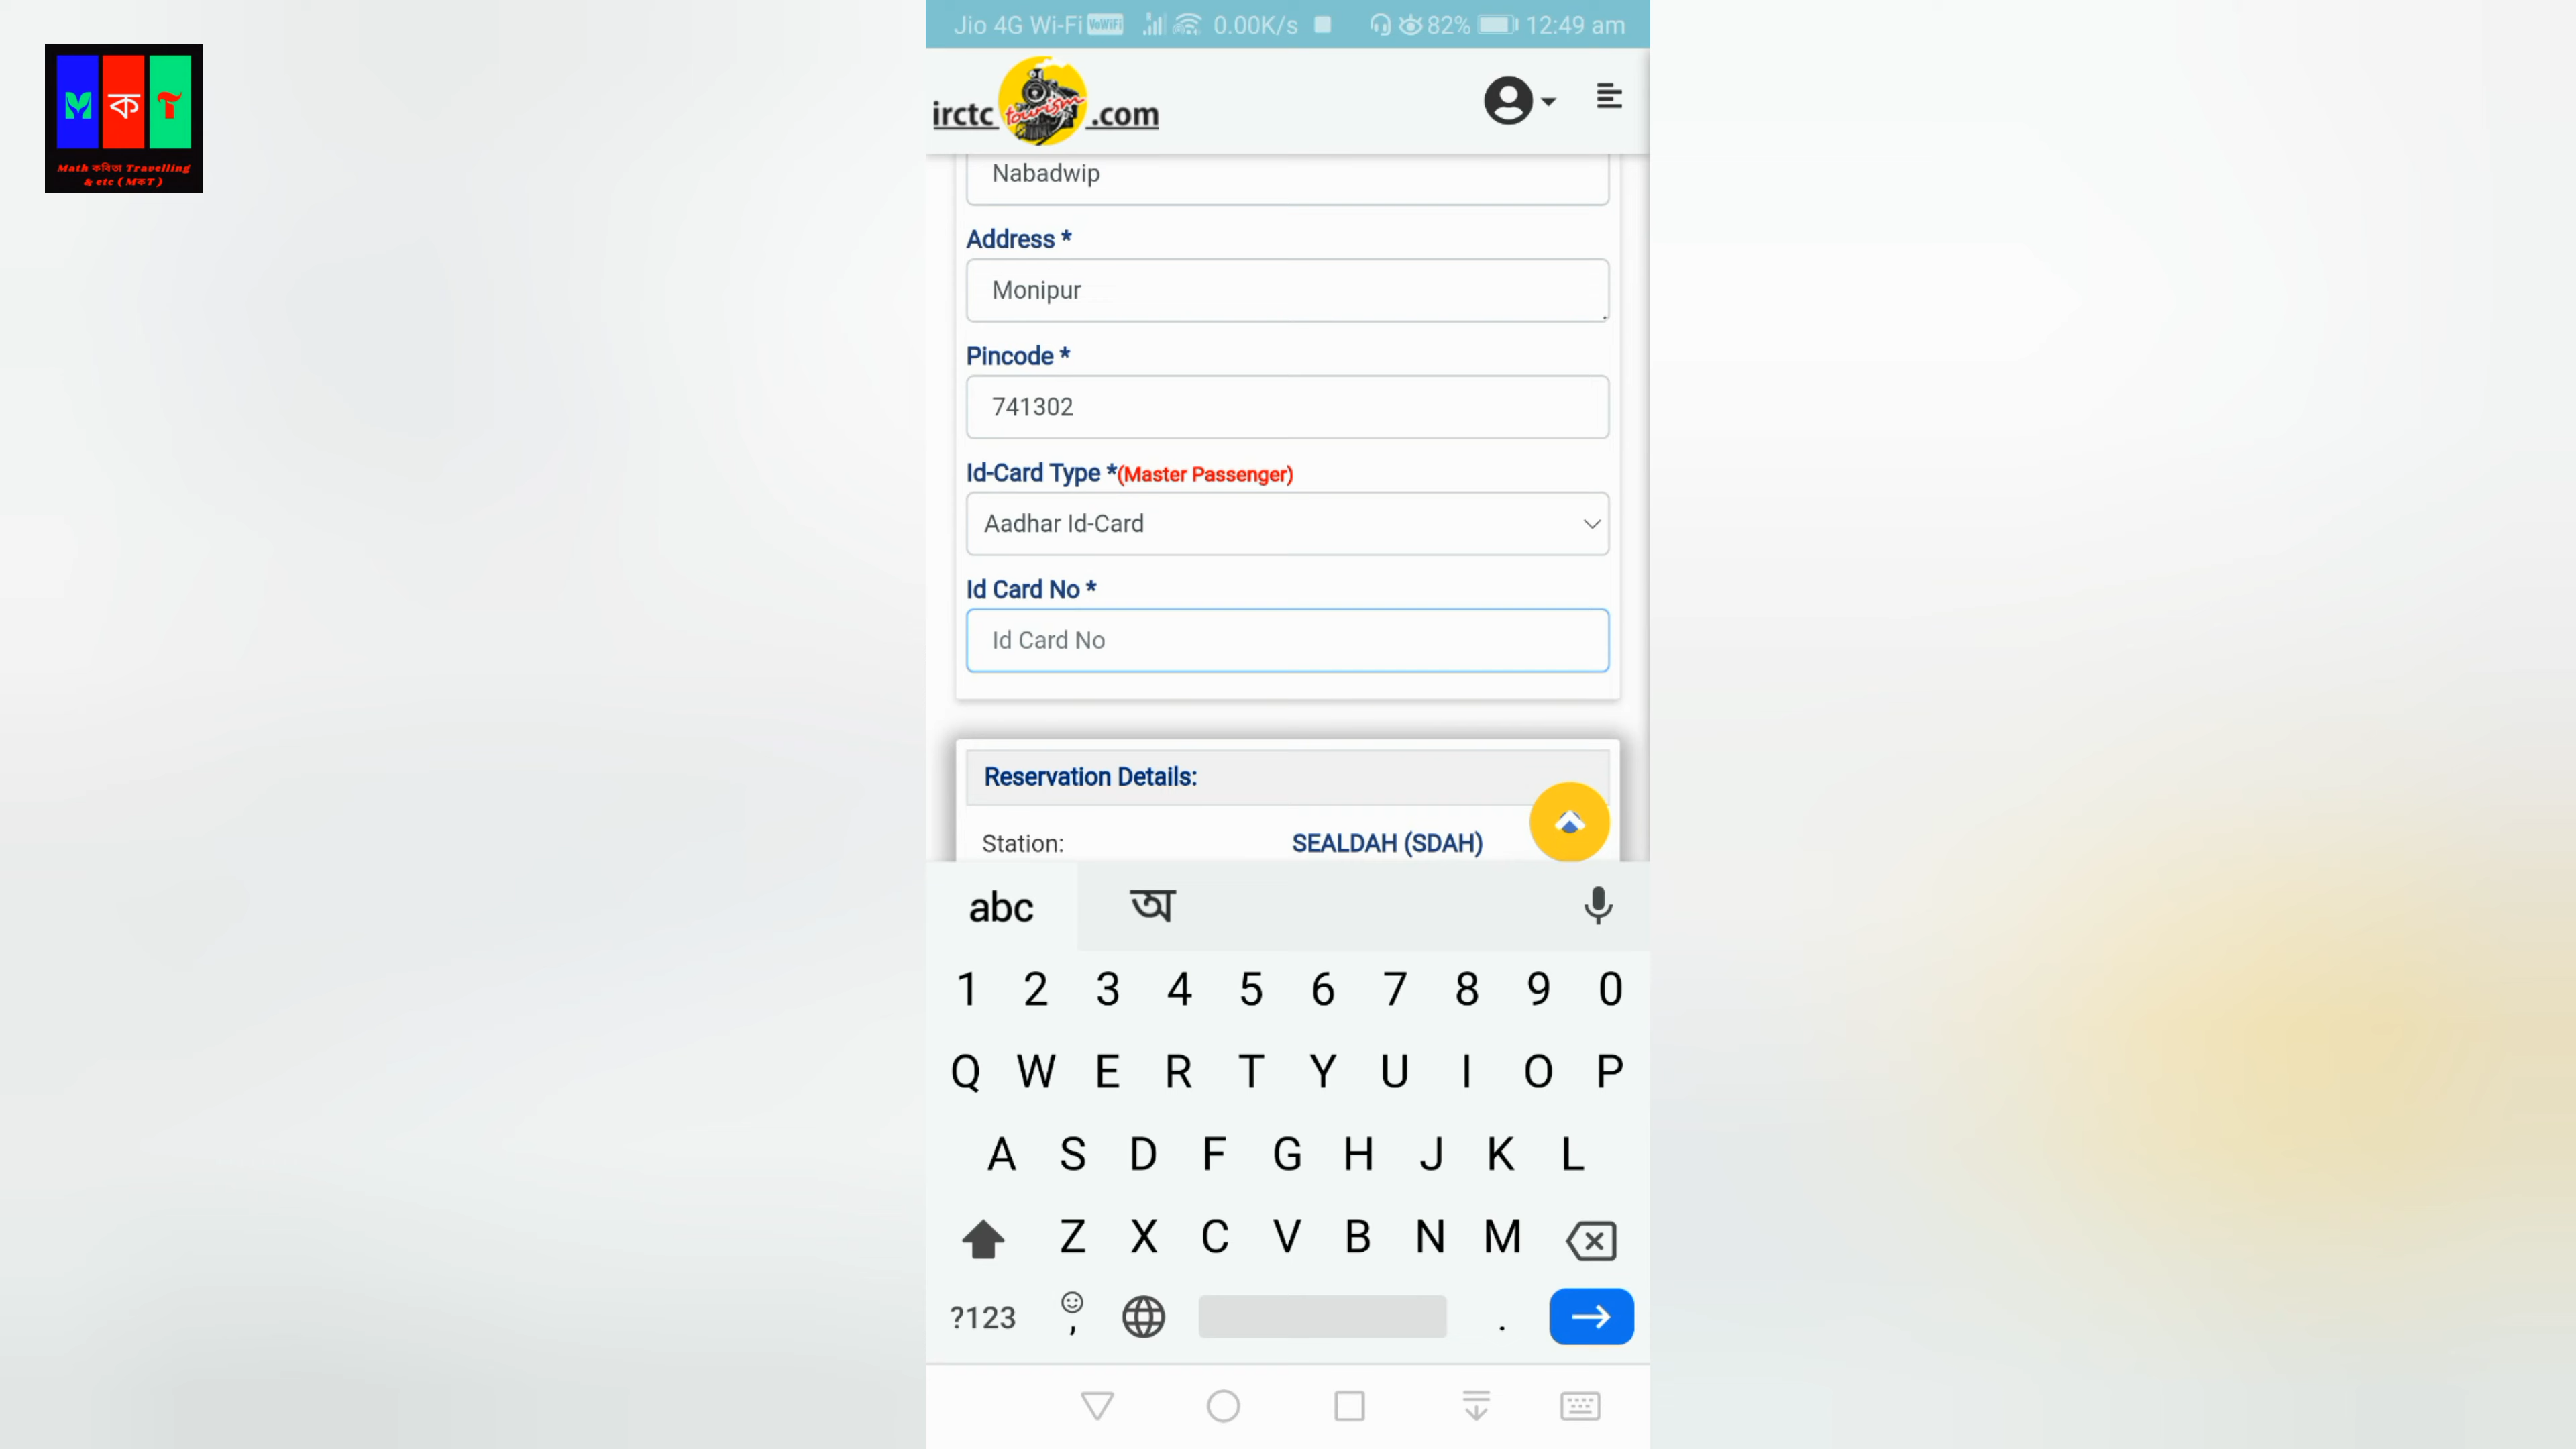 M ক T
Math কবিতা Travelling
& etc ( MকT )
Jio 4G Wi-Fi VoWiFi 0.00K/s 82% 12:49 am
irctc tourism .com
Nabadwip
Address *
Monipur
Pincode *
741302
Id-Card Type *(Master Passenger)
Aadhar Id-Card
Id Card No *
Id Card No
Reservation Details:
Station: SEALDAH (SDAH)
abc অ
1 2 3 4 5 6 7 8 9 0
Q W E R T Y U I O P
A S D F G H J K L
Z X C V B N M
?123 , .